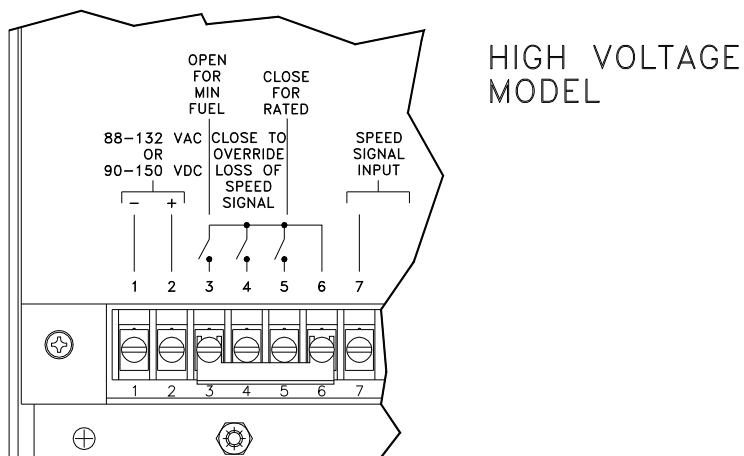 HIGH VOLTAGE
MODEL
OPEN
FOR
MIN
FUEL
CLOSE
FOR
RATED
88-132 VAC
OR
90-150 VDC
CLOSE TO
OVERRIDE
LOSS OF
SPEED
SIGNAL
SPEED
SIGNAL
INPUT
- +
1 2 3 4 5 6 7
1 2 3 4 5 6 7